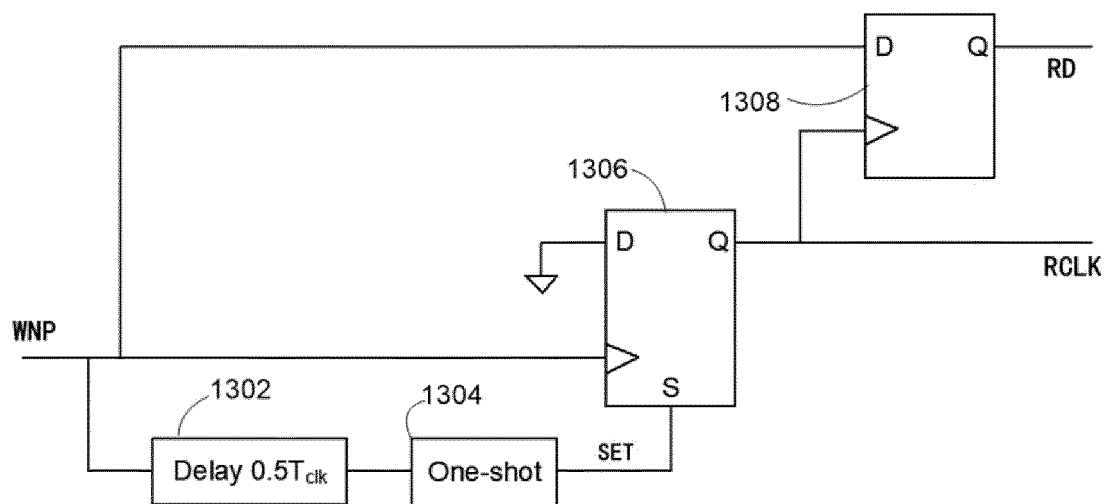 D Q
RD
1308
1306
D Q
RCLK
WNP
S
1302
1304
SET
Delay 0.5Tclk
One-shot